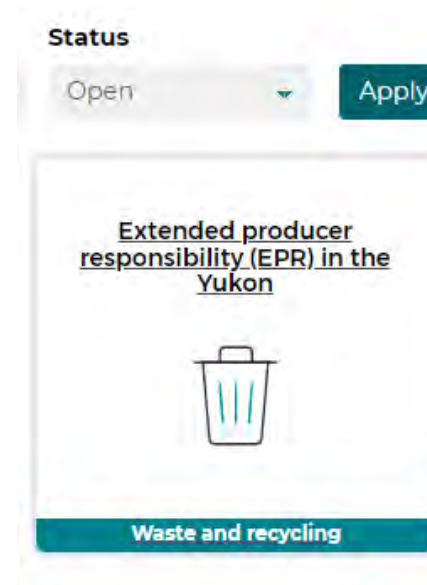 Status
Open
Apply
Extended producer
responsibility (EPR) in the
Yukon
Waste and recycling